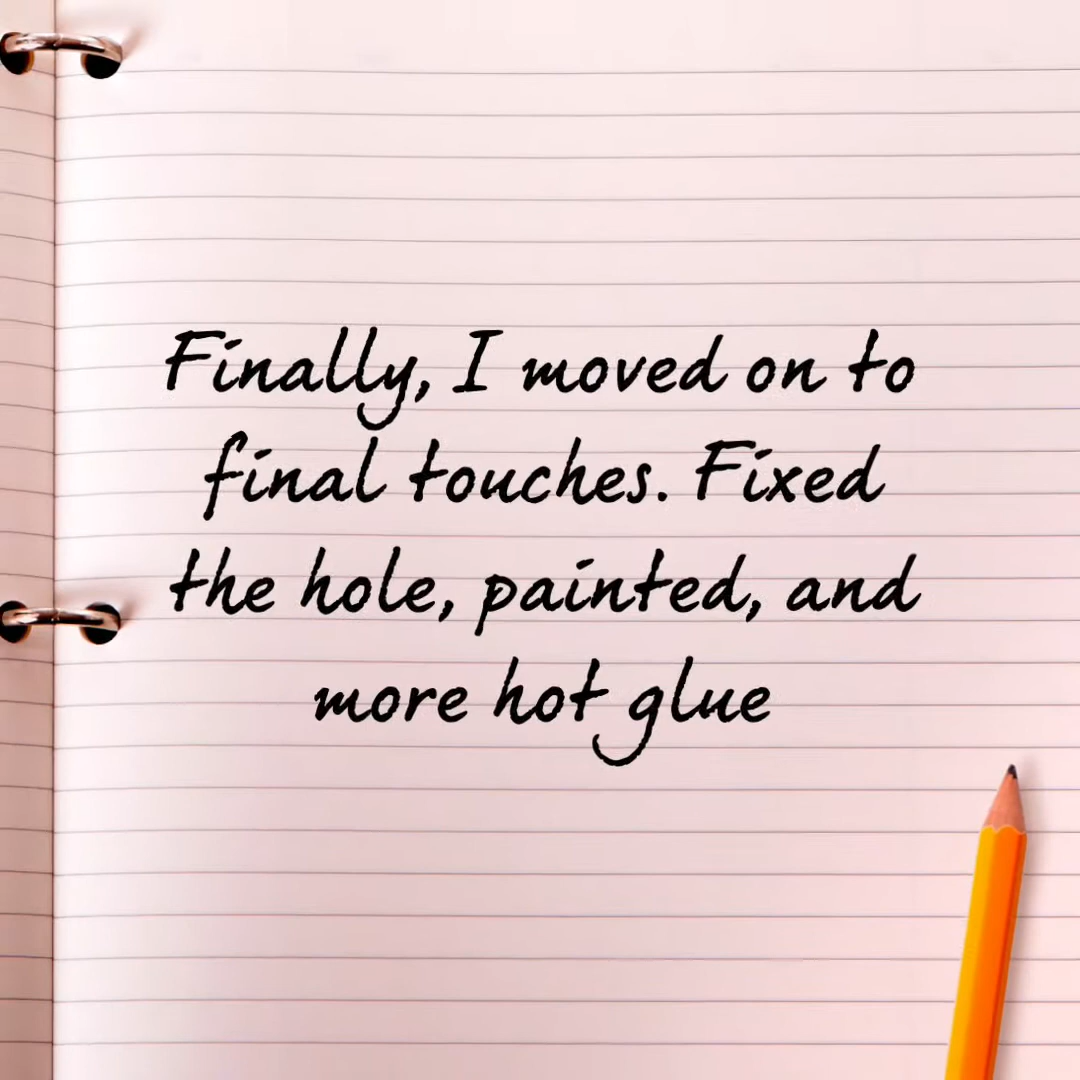 Finally, I moved on to
final touches. Fixed
the hole, painted, and
more hot glue